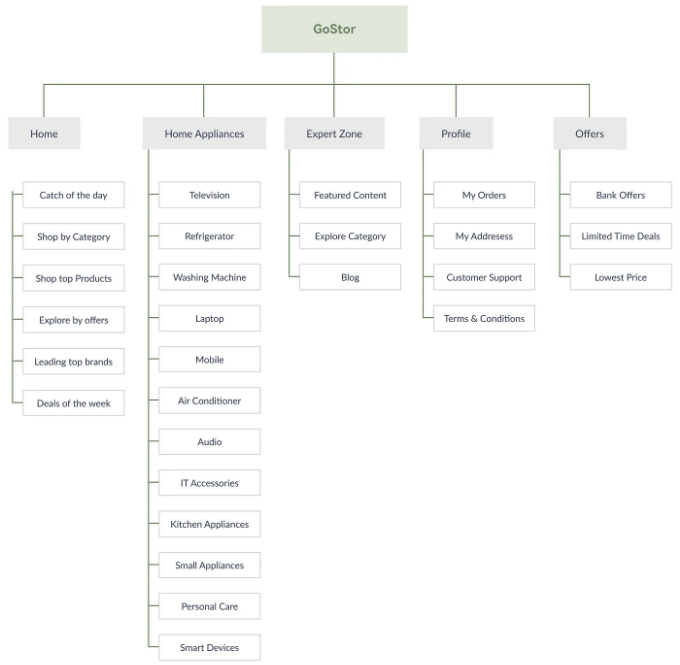 GoStor
Home
Home Appliances
Expert Zone
Profile
Offers
Catch of the day
Shop by Category
Shop top Products
Explore by offers
Leading top brands
Deals of the week
Television
Refrigerator
Washing Machine
Laptop
Mobile
Air Conditioner
Audio
IT Accessories
Kitchen Appliances
Small Appliances
Personal Care
Smart Devices
Featured Content
Explore Category
Blog
My Orders
My Addresess
Customer Support
Terms & Conditions
Bank Offers
Limited Time Deals
Lowest Price